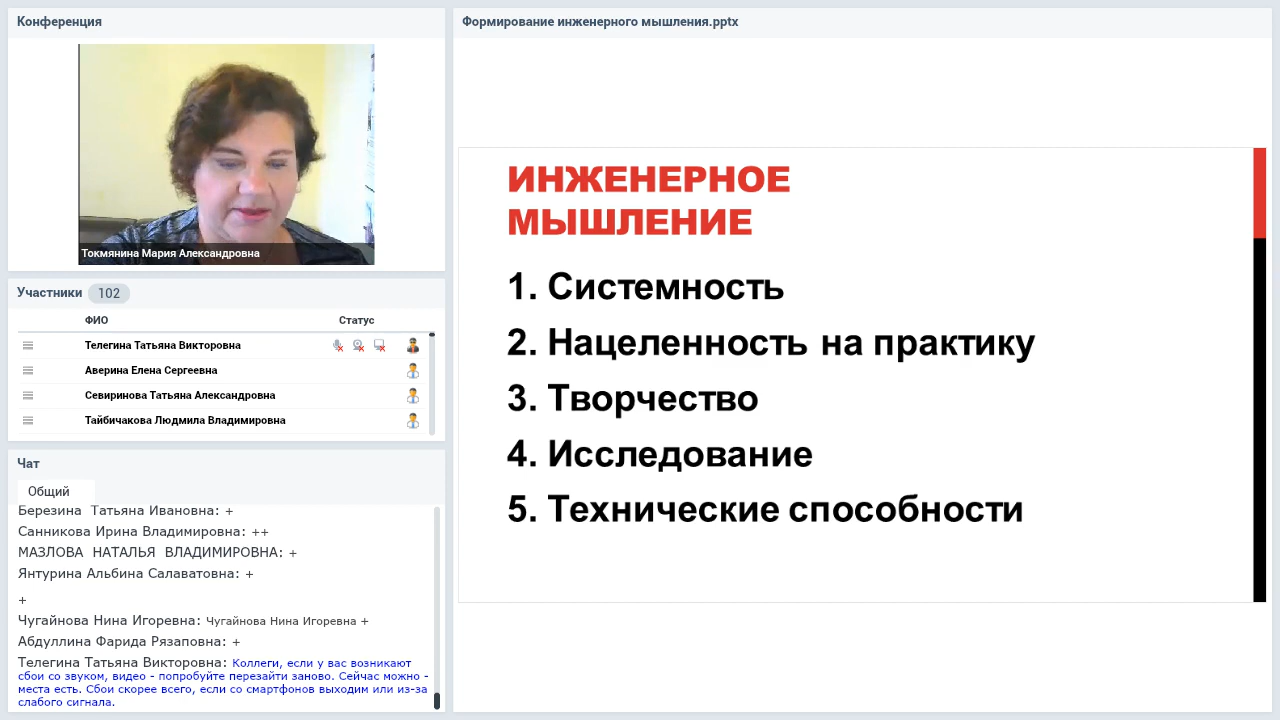 Конференция
Токмянина Мария Александровна
Участники 102
ФИО Статус
Телегина Татьяна Викторовна
Аверина Елена Сергеевна
Севиринова Татьяна Александровна
Тайбичакова Людмила Владимировна
Чат
Общий
Березина Татьяна Ивановна: +
Санникова Ирина Владимировна: ++
МАЗЛОВА НАТАЛЬЯ ВЛАДИМИРОВНА: +
Янтурина Альбина Салаватовна: +
+
Чугайнова Нина Игоревна: Чугайнова Нина Игоревна +
Абдуллина Фарида Рязаповна: +
Телегина Татьяна Викторовна: Коллеги, если у вас возникают
сбои со звуком, видео - попробуйте перезайти заново. Сейчас можно -
места есть. Сбои скорее всего, если со смартфонов выходим или из-за
слабого сигнала.
Формирование инженерного мышления.pptx
ИНЖЕНЕРНОЕ
МЫШЛЕНИЕ
1. Системность
2. Нацеленность на практику
3. Творчество
4. Исследование
5. Технические способности